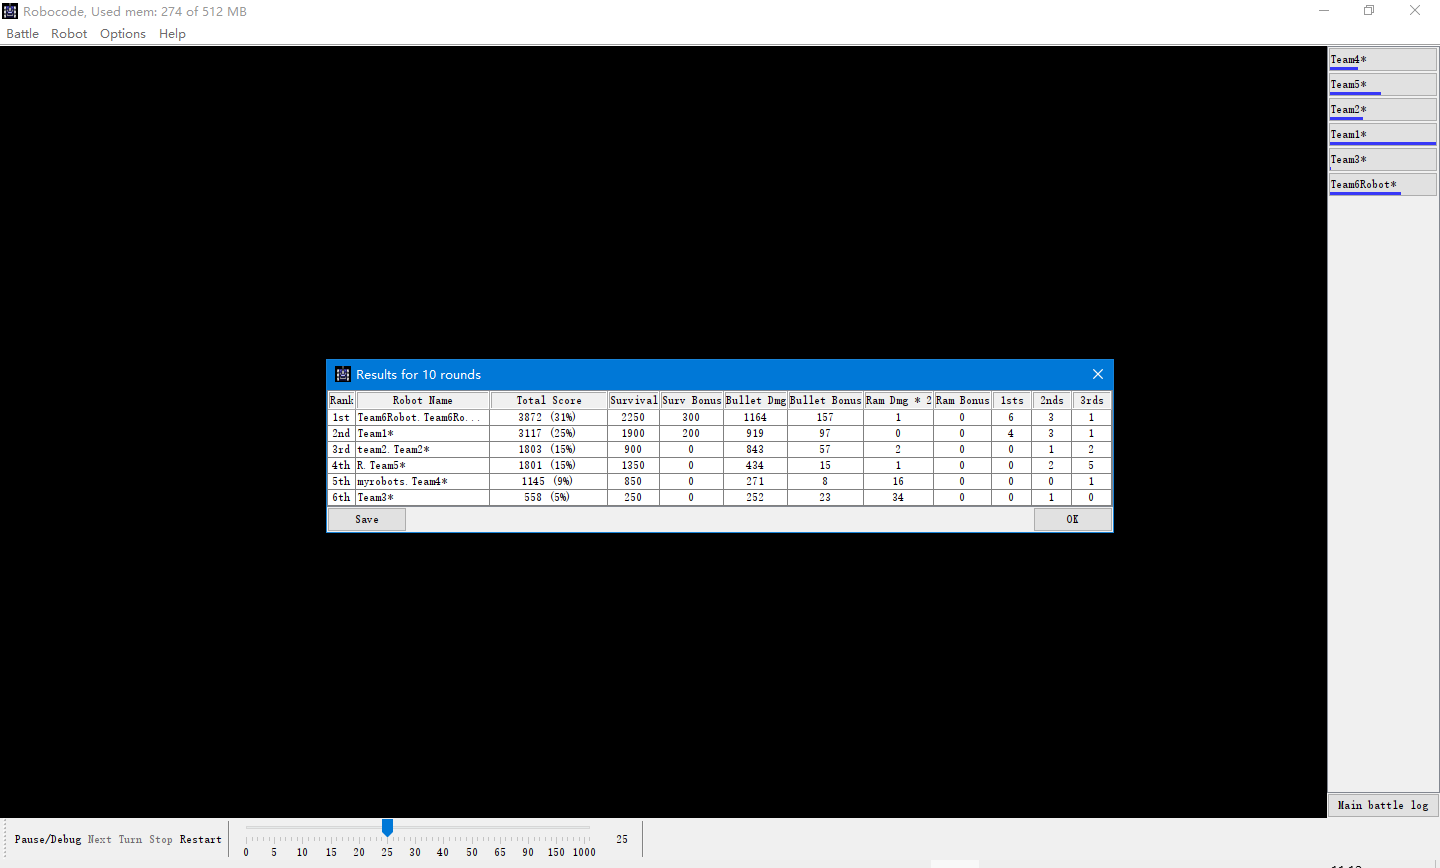 Robocode, Used mem: 274 of 512 MB
Battle Robot Options Help
Team4*
Team5*
Team2*
Team1*
Team3*
Team6Robot*
Results for 10 rounds
Rank Robot Name Total Score Survival Surv Bonus Bullet Dmg Bullet Bonus Ram Dmg * 2 Ram Bonus 1sts 2nds 3rds
1st Team6Robot.Team6Ro... 3872 (31%) 2250 300 1164 157 1 0 6 3 1
2nd Team1* 3117 (25%) 1900 200 919 97 0 0 4 3 1
3rd team2.Team2* 1803 (15%) 900 0 843 57 2 0 0 1 2
4th R.Team5* 1801 (15%) 1350 0 434 15 1 0 0 2 5
5th myrobots.Team4* 1145 (9%) 850 0 271 8 16 0 0 0 1
6th Team3* 558 (5%) 250 0 252 23 34 0 0 1 0
Save OK
Main battle log
Pause/Debug Next Turn Stop Restart
0 5 10 15 20 25 30 40 50 65 90 150 1000
25